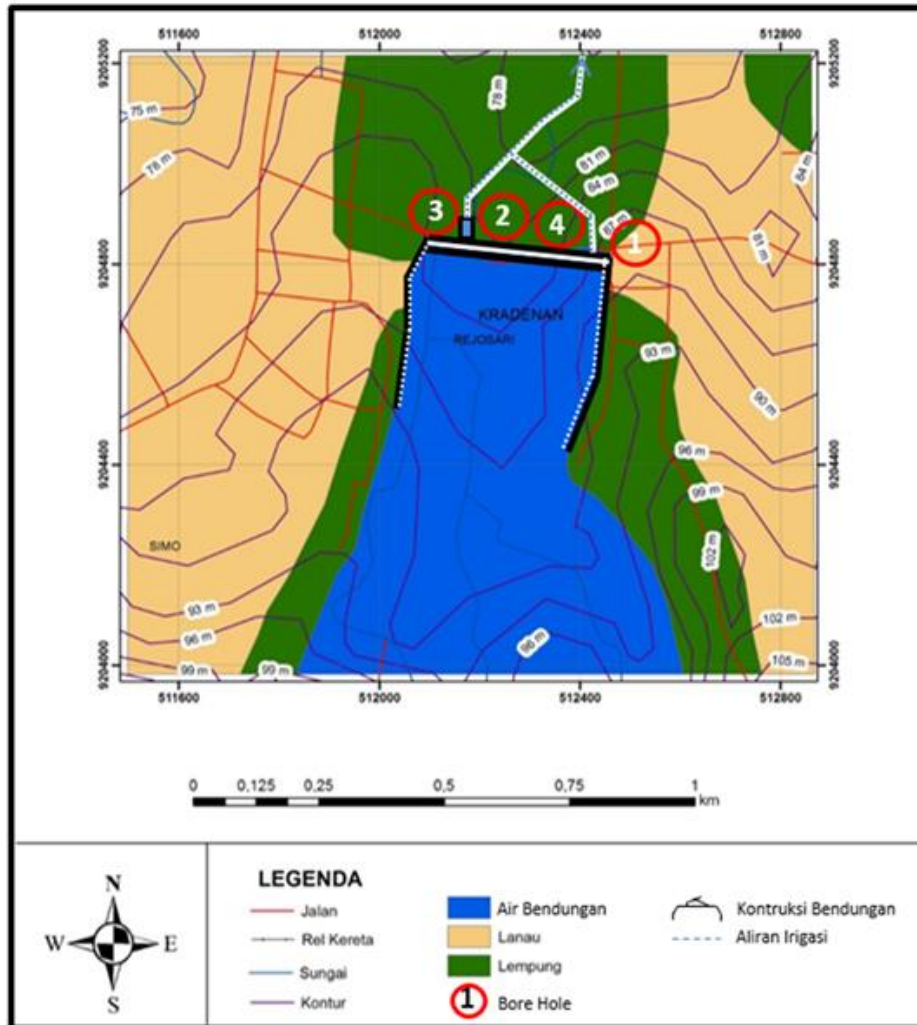 511600 512000 512400 512800
9205200 9205200
75 m
78 m
78 m
81 m
84 m
84 m
87 m
81 m
3 2 4 1
9204800 9204800
KRADENAN
REJOSARI
93 m
90 m
9204400 9204400
96 m
99 m
SIMO
102 m
93 m
96 m
96 m
102 m
99 m 99 m
105 m
9204000 9204000
511600 512000 512400 512800
0 0,125 0,25 0,5 0,75 1
km
N
W E
S
LEGENDA
Jalan
Rel Kereta
Sungai
Kontur
Air Bendungan
Lanau
Lempung
1 Bore Hole
Kontruksi Bendungan
Aliran Irigasi